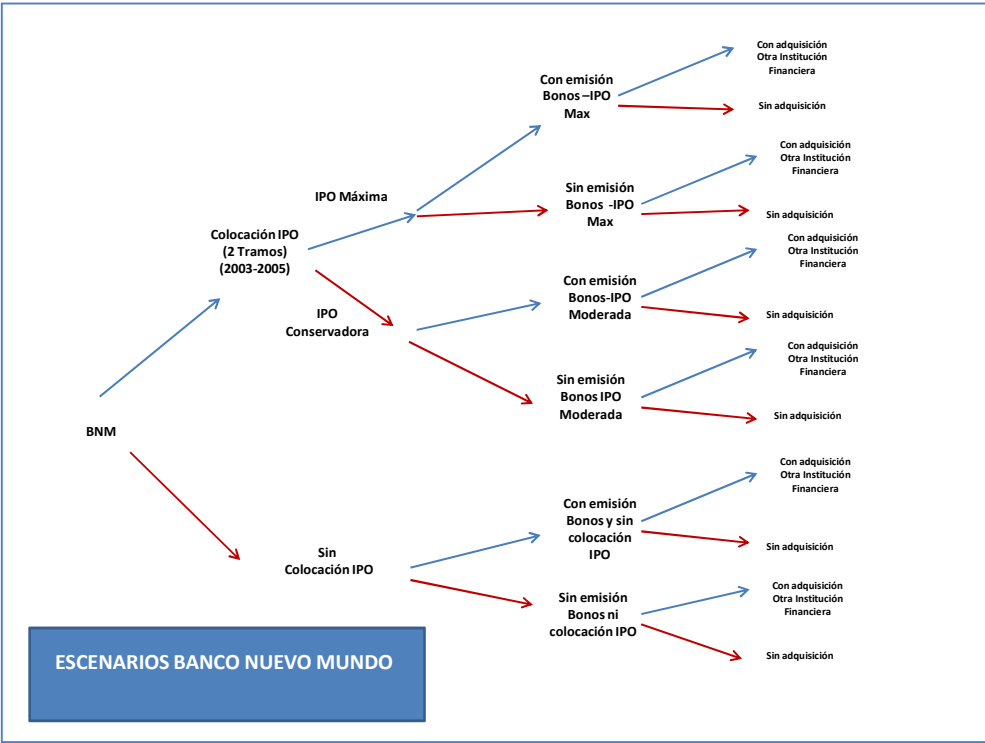 Con adquisición
Otra Institución
Financiera
Con emisión
Bonos –IPO
Max
Sin adquisición
Con adquisición
Otra Institución
Financiera
IPO Máxima
Sin emisión
Bonos -IPO
Max
Sin adquisición
Colocación IPO
(2 Tramos)
(2003-2005)
Con adquisición
Otra Institución
Financiera
Con emisión
Bonos-IPO
Moderada
IPO
Conservadora
Sin adquisición
Con adquisición
Otra Institución
Financiera
Sin emisión
Bonos IPO
Moderada
Sin adquisición
BNM
Con adquisición
Otra Institución
Financiera
Con emisión
Bonos y sin
colocación
IPO
Sin adquisición
Sin
Colocación IPO
Con adquisición
Otra Institución
Financiera
Sin emisión
Bonos ni
colocación IPO
Sin adquisición
ESCENARIOS BANCO NUEVO MUNDO